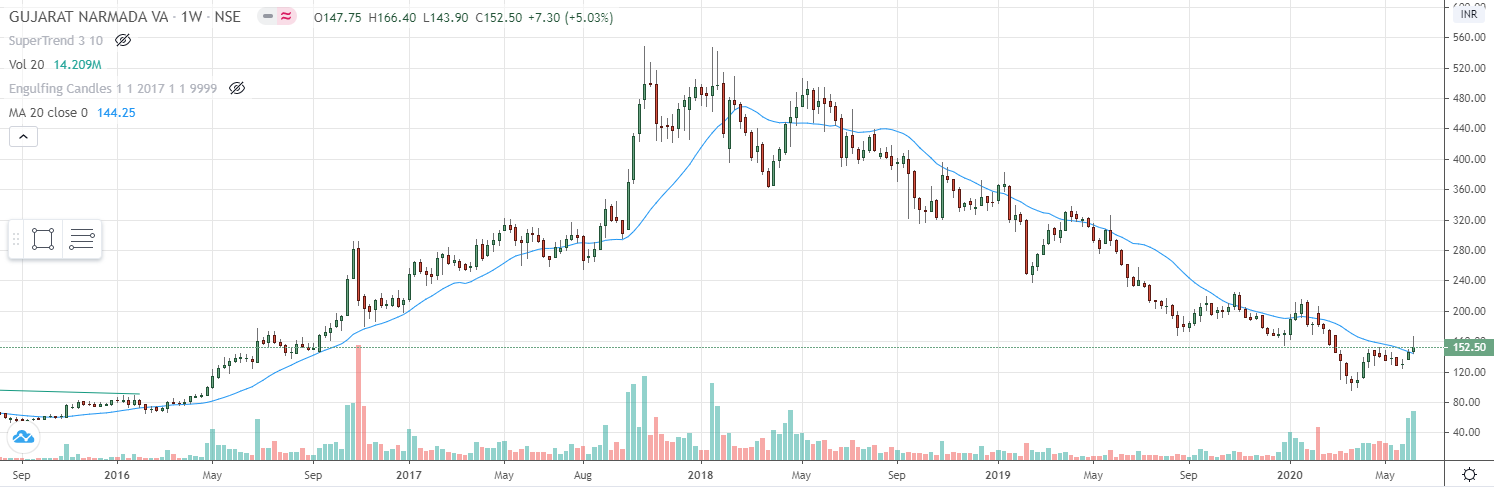 GUJARAT NARMADA VA · 1W · NSE O147.75 H166.40 L143.90 C152.50 +7.30 (+5.03%)
SuperTrend 3 10
Vol 20 14.209M
Engulfing Candles 1 1 2017 1 1 9999
MA 20 close 0 144.25
INR
560.00
520.00
480.00
440.00
400.00
360.00
320.00
280.00
240.00
200.00
152.50
120.00
80.00
40.00
Sep 2016 May Sep 2017 May Aug 2018 May Sep 2019 May Sep 2020 May